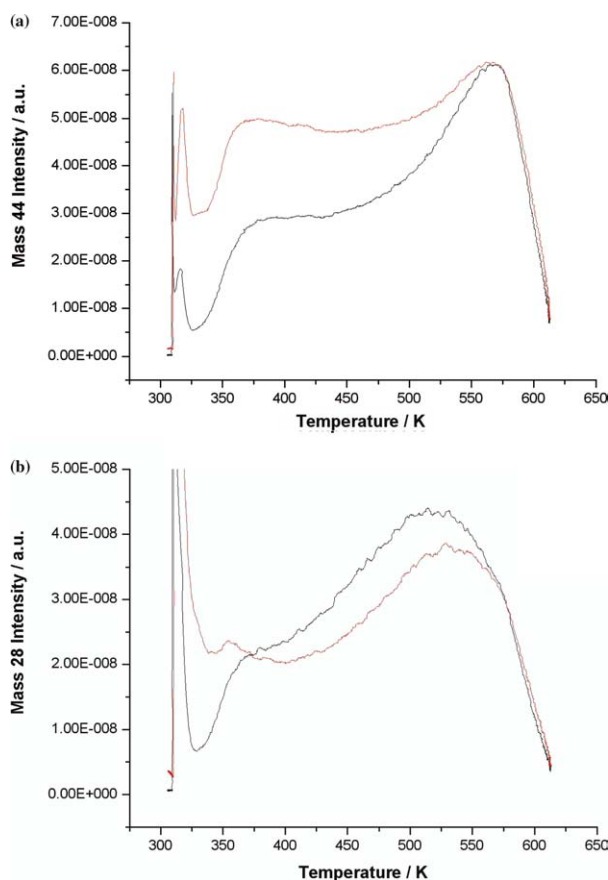 (a)
7.00E-008
6.00E-008
5.00E-008
4.00E-008
3.00E-008
2.00E-008
1.00E-008
0.00E+000
Mass 44 Intensity / a.u.
300 350 400 450 500 550 600 650
Temperature / K
(b)
5.00E-008
4.00E-008
3.00E-008
2.00E-008
1.00E-008
0.00E+000
Mass 28 Intensity / a.u.
300 350 400 450 500 550 600 650
Temperature / K